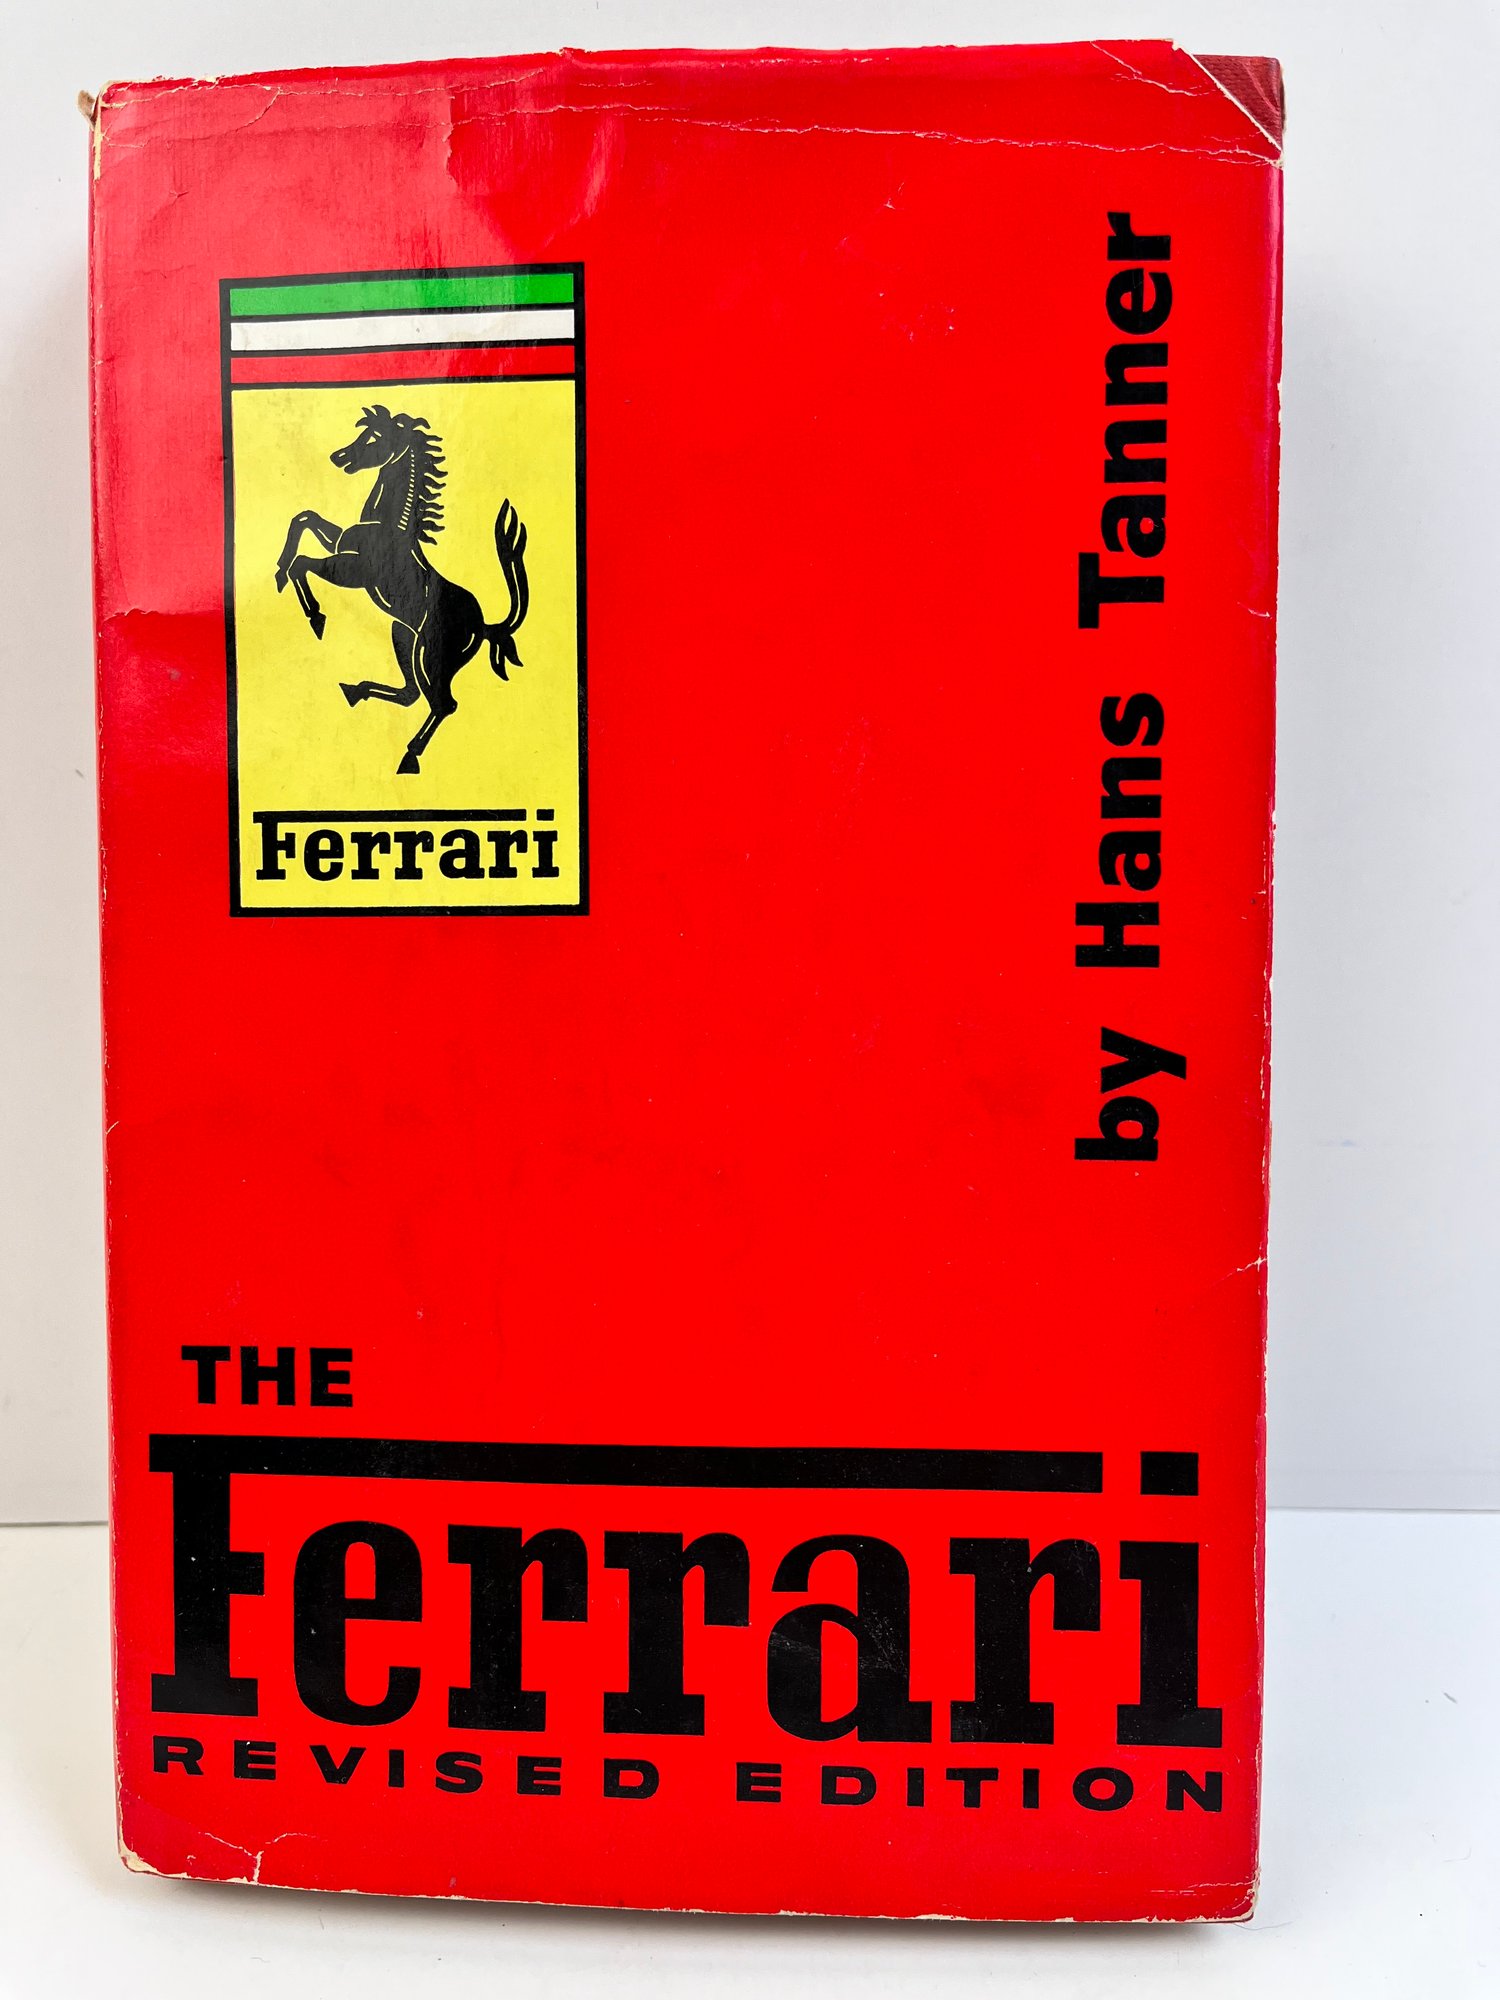 Ferrari
by Hans Tanner
THE
Ferrari
REVISED EDITION